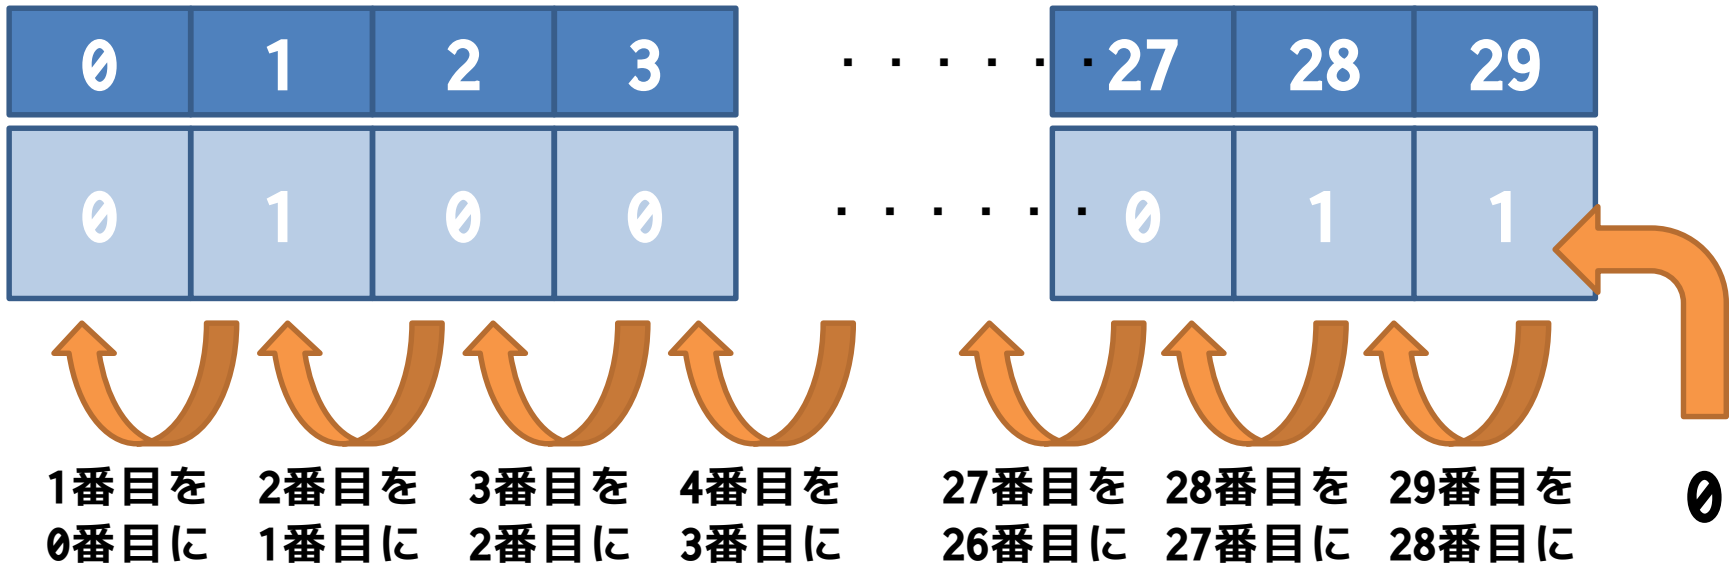 0 1 2 3 ・・・・・・ 27 28 29
0 1 0 0 ・・・・・・ 0 1 1
1番目を 2番目を 3番目を 4番目を 27番目を 28番目を 29番目を 0
0番目に 1番目に 2番目に 3番目に 26番目に 27番目に 28番目に